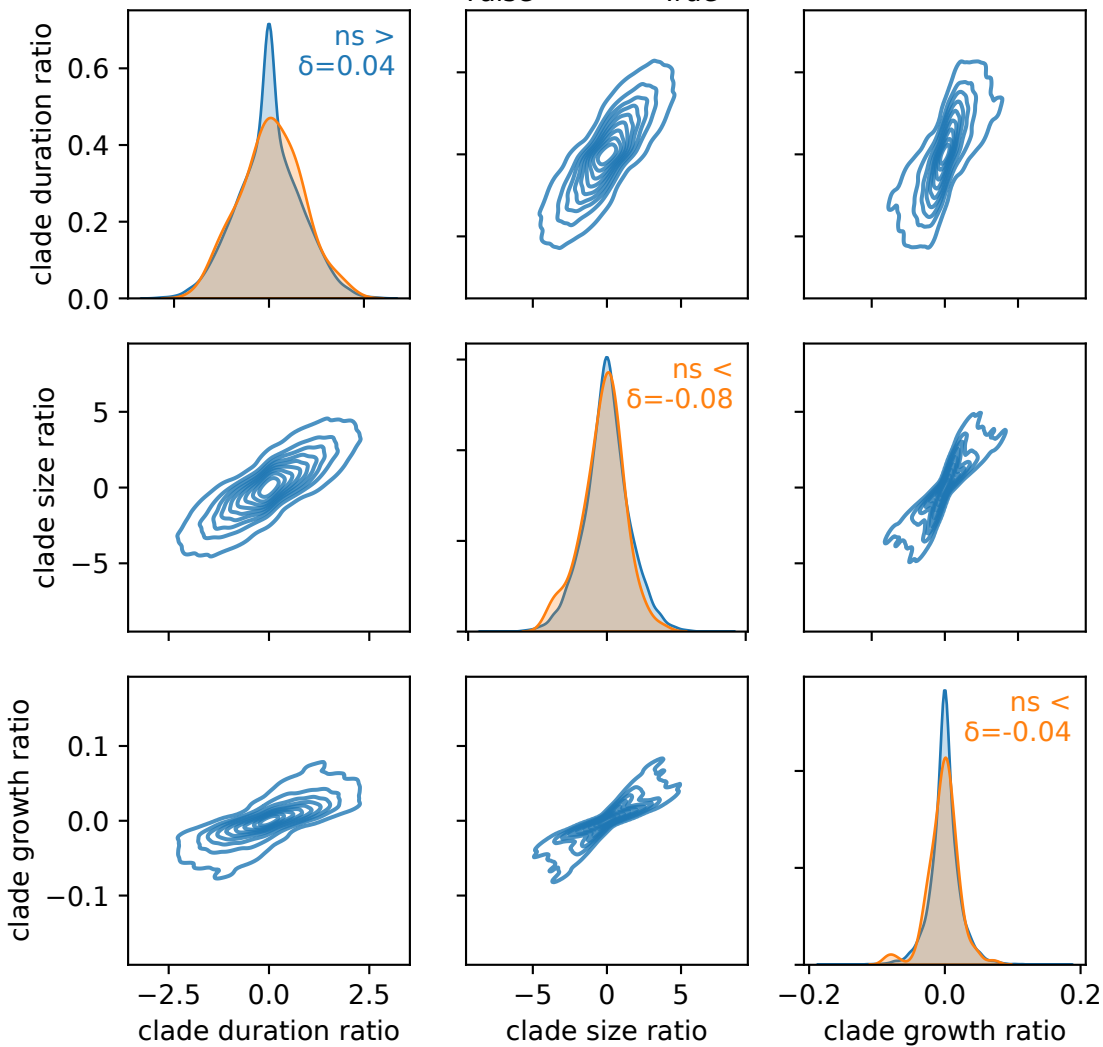 ns >
δ=0.04
clade duration ratio
0.6
0.4
0.2
0.0
ns <
δ=-0.08
clade size ratio
5
0
−5
ns <
δ=-0.04
clade growth ratio
0.1
0.0
−0.1
−2.5 0.0 2.5
−5 0 5
−0.2 0.0 0.2
clade duration ratio
clade size ratio
clade growth ratio